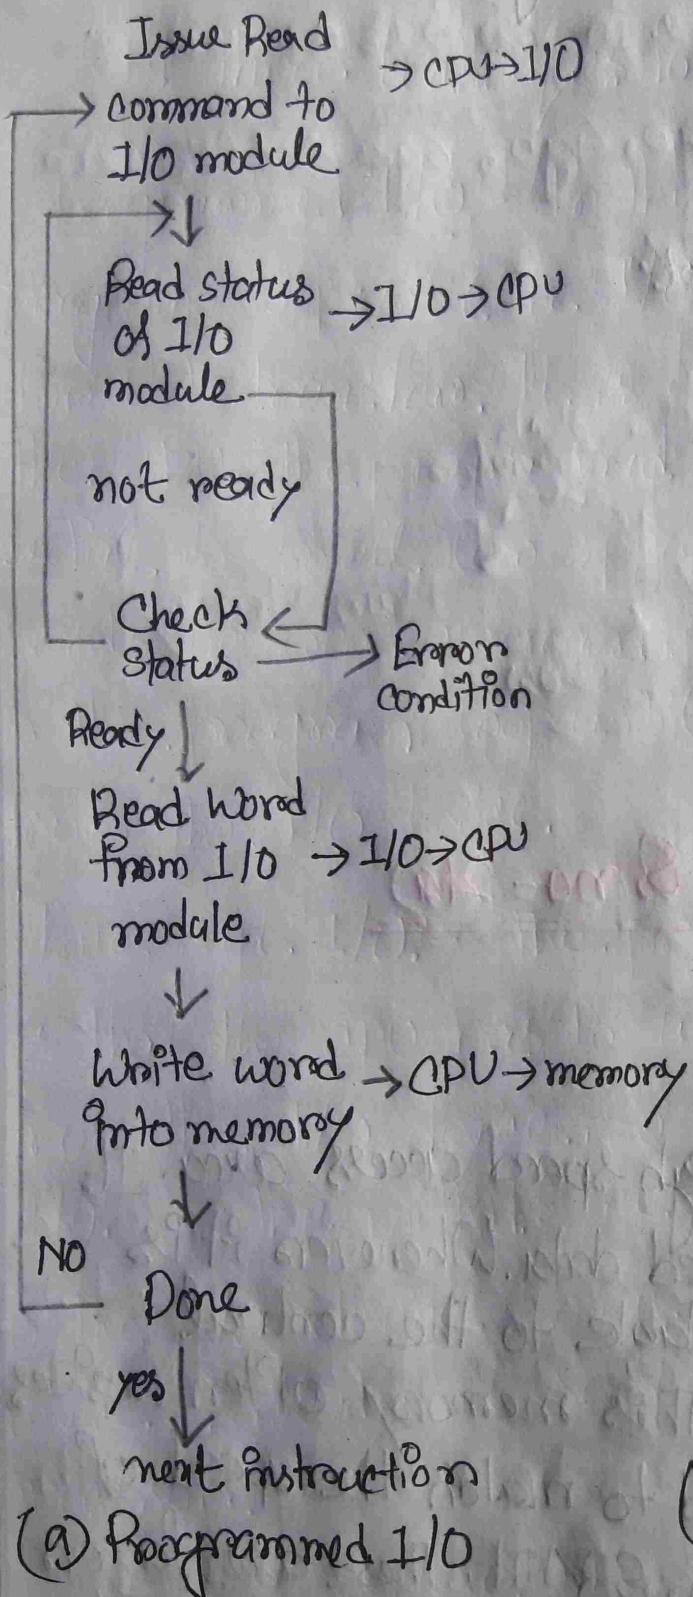 Issue Read
→ CPU → I/O
command to
I/O module
Read status
→ I/O → CPU
of I/O
module
not ready
Check
status
Error
condition
Ready
Read Word
from I/O → I/O → CPU
module
Write word → CPU → memory
into memory
NO
Done
yes
next instruction
(a) Programmed I/O